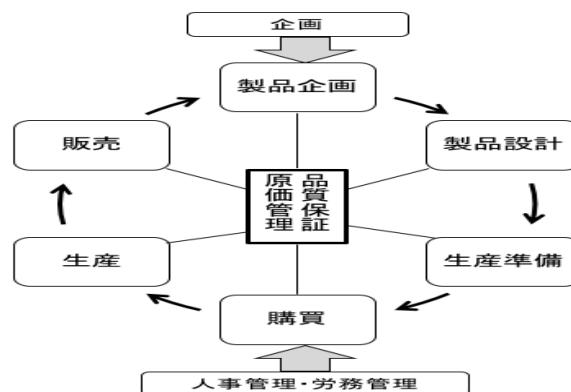 企画
製品企画
販売
製品設計
品質保証
原価管理
生産
生産準備
購買
人事管理・労務管理